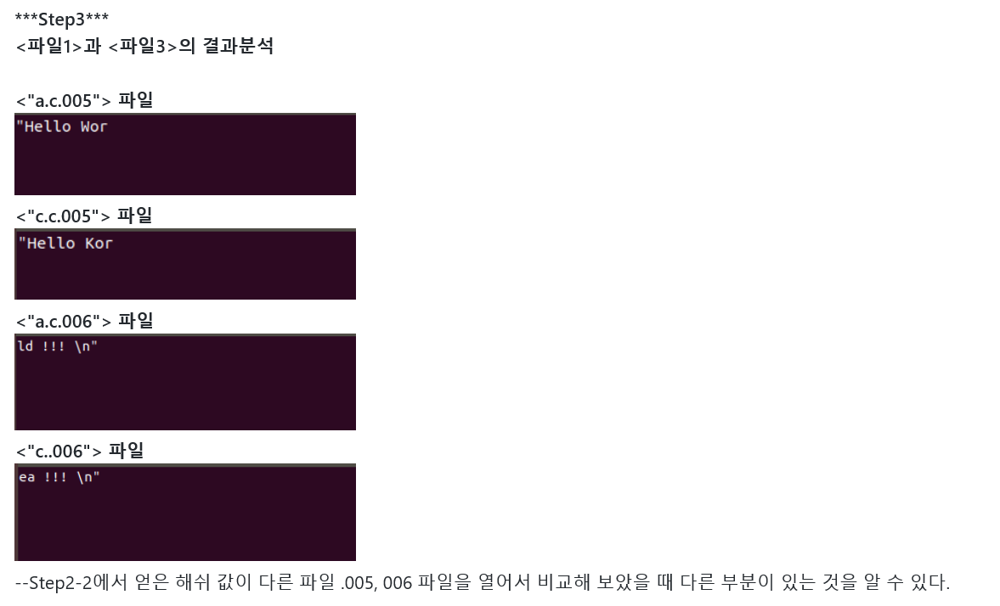 ***Step3***
<파일1>과 <파일3>의 결과분석
<"a.c.005"> 파일
"Hello Wor
<"c.c.005"> 파일
"Hello Kor
<"a.c.006"> 파일
ld !!! \n"
<"c..006"> 파일
ea !!! \n"
--Step2-2에서 얻은 해쉬 값이 다른 파일 .005, 006 파일을 열어서 비교해 보았을 때 다른 부분이 있는 것을 알 수 있다.